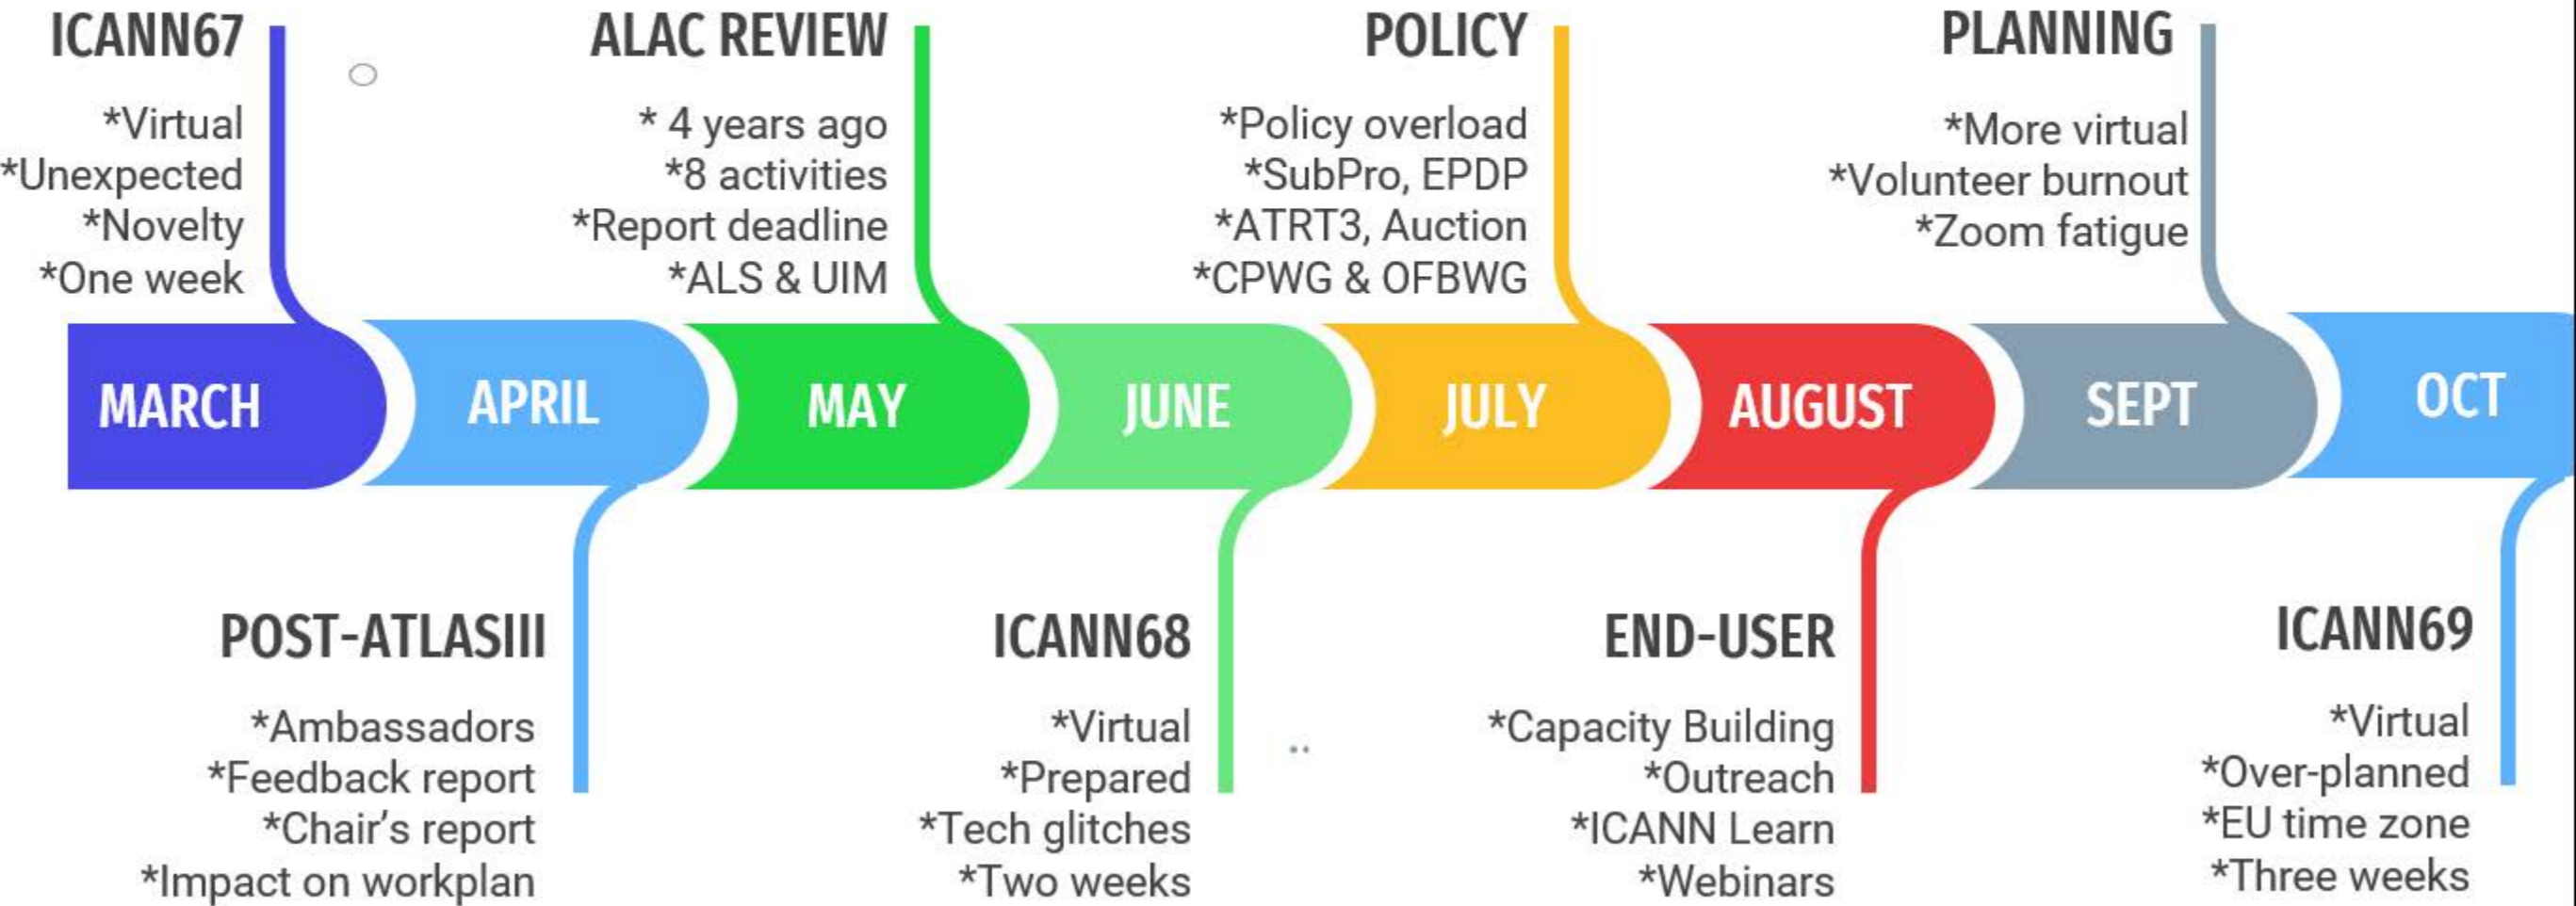 ICANN67
*Virtual
*Unexpected
*Novelty
*One week
ALAC REVIEW
* 4 years ago
*8 activities
*Report deadline
*ALS & UIM
POLICY
*Policy overload
*SubPro, EPDP
*ATRT3, Auction
*CPWG & OFBWG
PLANNING
*More virtual
*Volunteer burnout
*Zoom fatigue
MARCH
APRIL
MAY
JUNE
JULY
AUGUST
SEPT
OCT
POST-ATLASIII
*Ambassadors
*Feedback report
*Chair’s report
*Impact on workplan
ICANN68
*Virtual
*Prepared
*Tech glitches
*Two weeks
END-USER
*Capacity Building
*Outreach
*ICANN Learn
*Webinars
ICANN69
*Virtual
*Over-planned
*EU time zone
*Three weeks